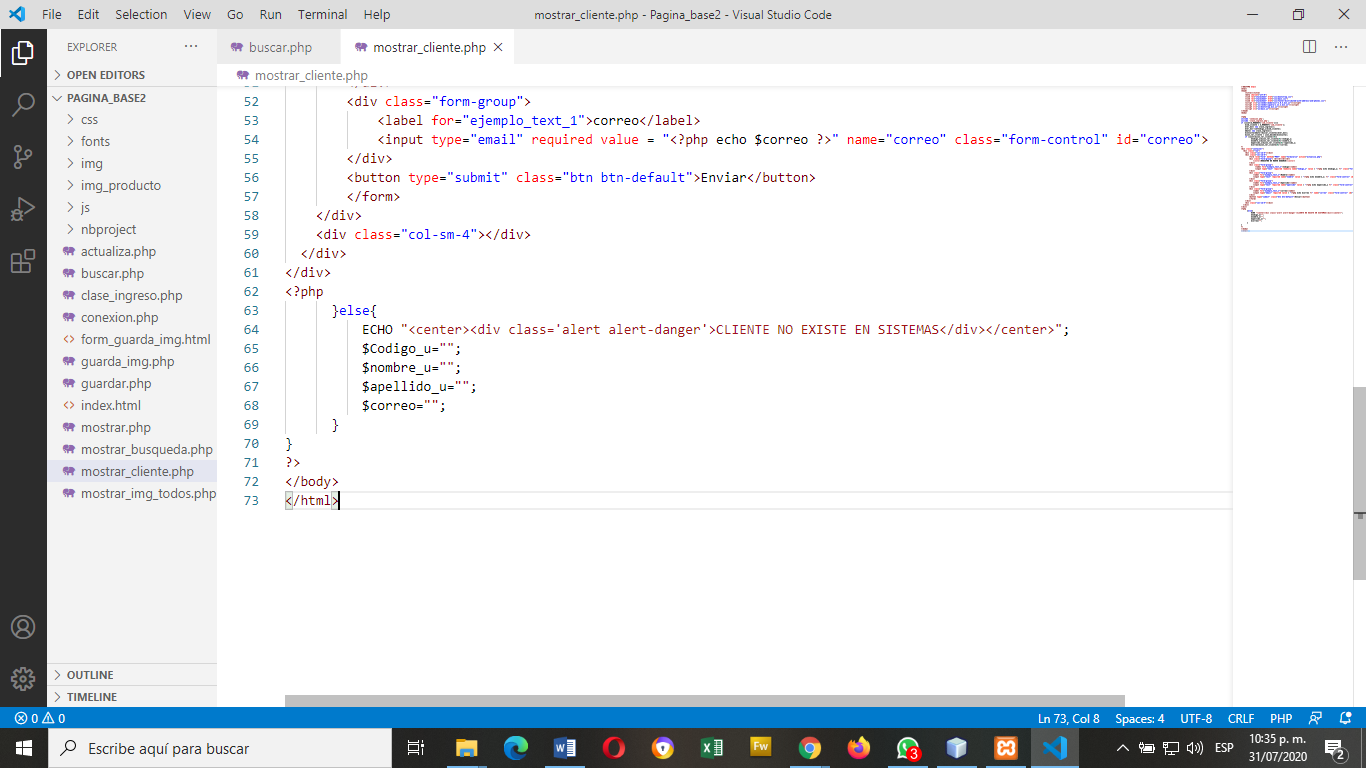 File Edit Selection View Go Run Terminal Help
mostrar_cliente.php - Pagina_base2 - Visual Studio Code
EXPLORER
OPEN EDITORS
PAGINA_BASE2
css
fonts
img
img_producto
js
nbproject
actualiza.php
buscar.php
clase_ingreso.php
conexion.php
form_guarda_img.html
guarda_img.php
guardar.php
index.html
mostrar.php
mostrar_busqueda.php
mostrar_cliente.php
mostrar_img_todos.php
OUTLINE
TIMELINE
buscar.php
mostrar_cliente.php
mostrar_cliente.php
52 <div class="form-group">
53 <label for="ejemplo_text_1">correo</label>
54 <input type="email" required value = "<?php echo $correo ?>" name="correo" class="form-control" id="correo">
55 </div>
56 <button type="submit" class="btn btn-default">Enviar</button>
57 </form>
58 </div>
59 <div class="col-sm-4"></div>
60 </div>
61 </div>
62 <?php
63 }else{
64 ECHO "<center><div class='alert alert-danger'>CLIENTE NO EXISTE EN SISTEMAS</div></center>";
65 $Codigo_u="";
66 $nombre_u="";
67 $apellido_u="";
68 $correo="";
69 }
70 }
71 ?>
72 </body>
73 </html>
0 0
Ln 73, Col 8 Spaces: 4 UTF-8 CRLF PHP
Escribe aquí para buscar
Fw
3
ESP
10:35 p. m.
31/07/2020
2